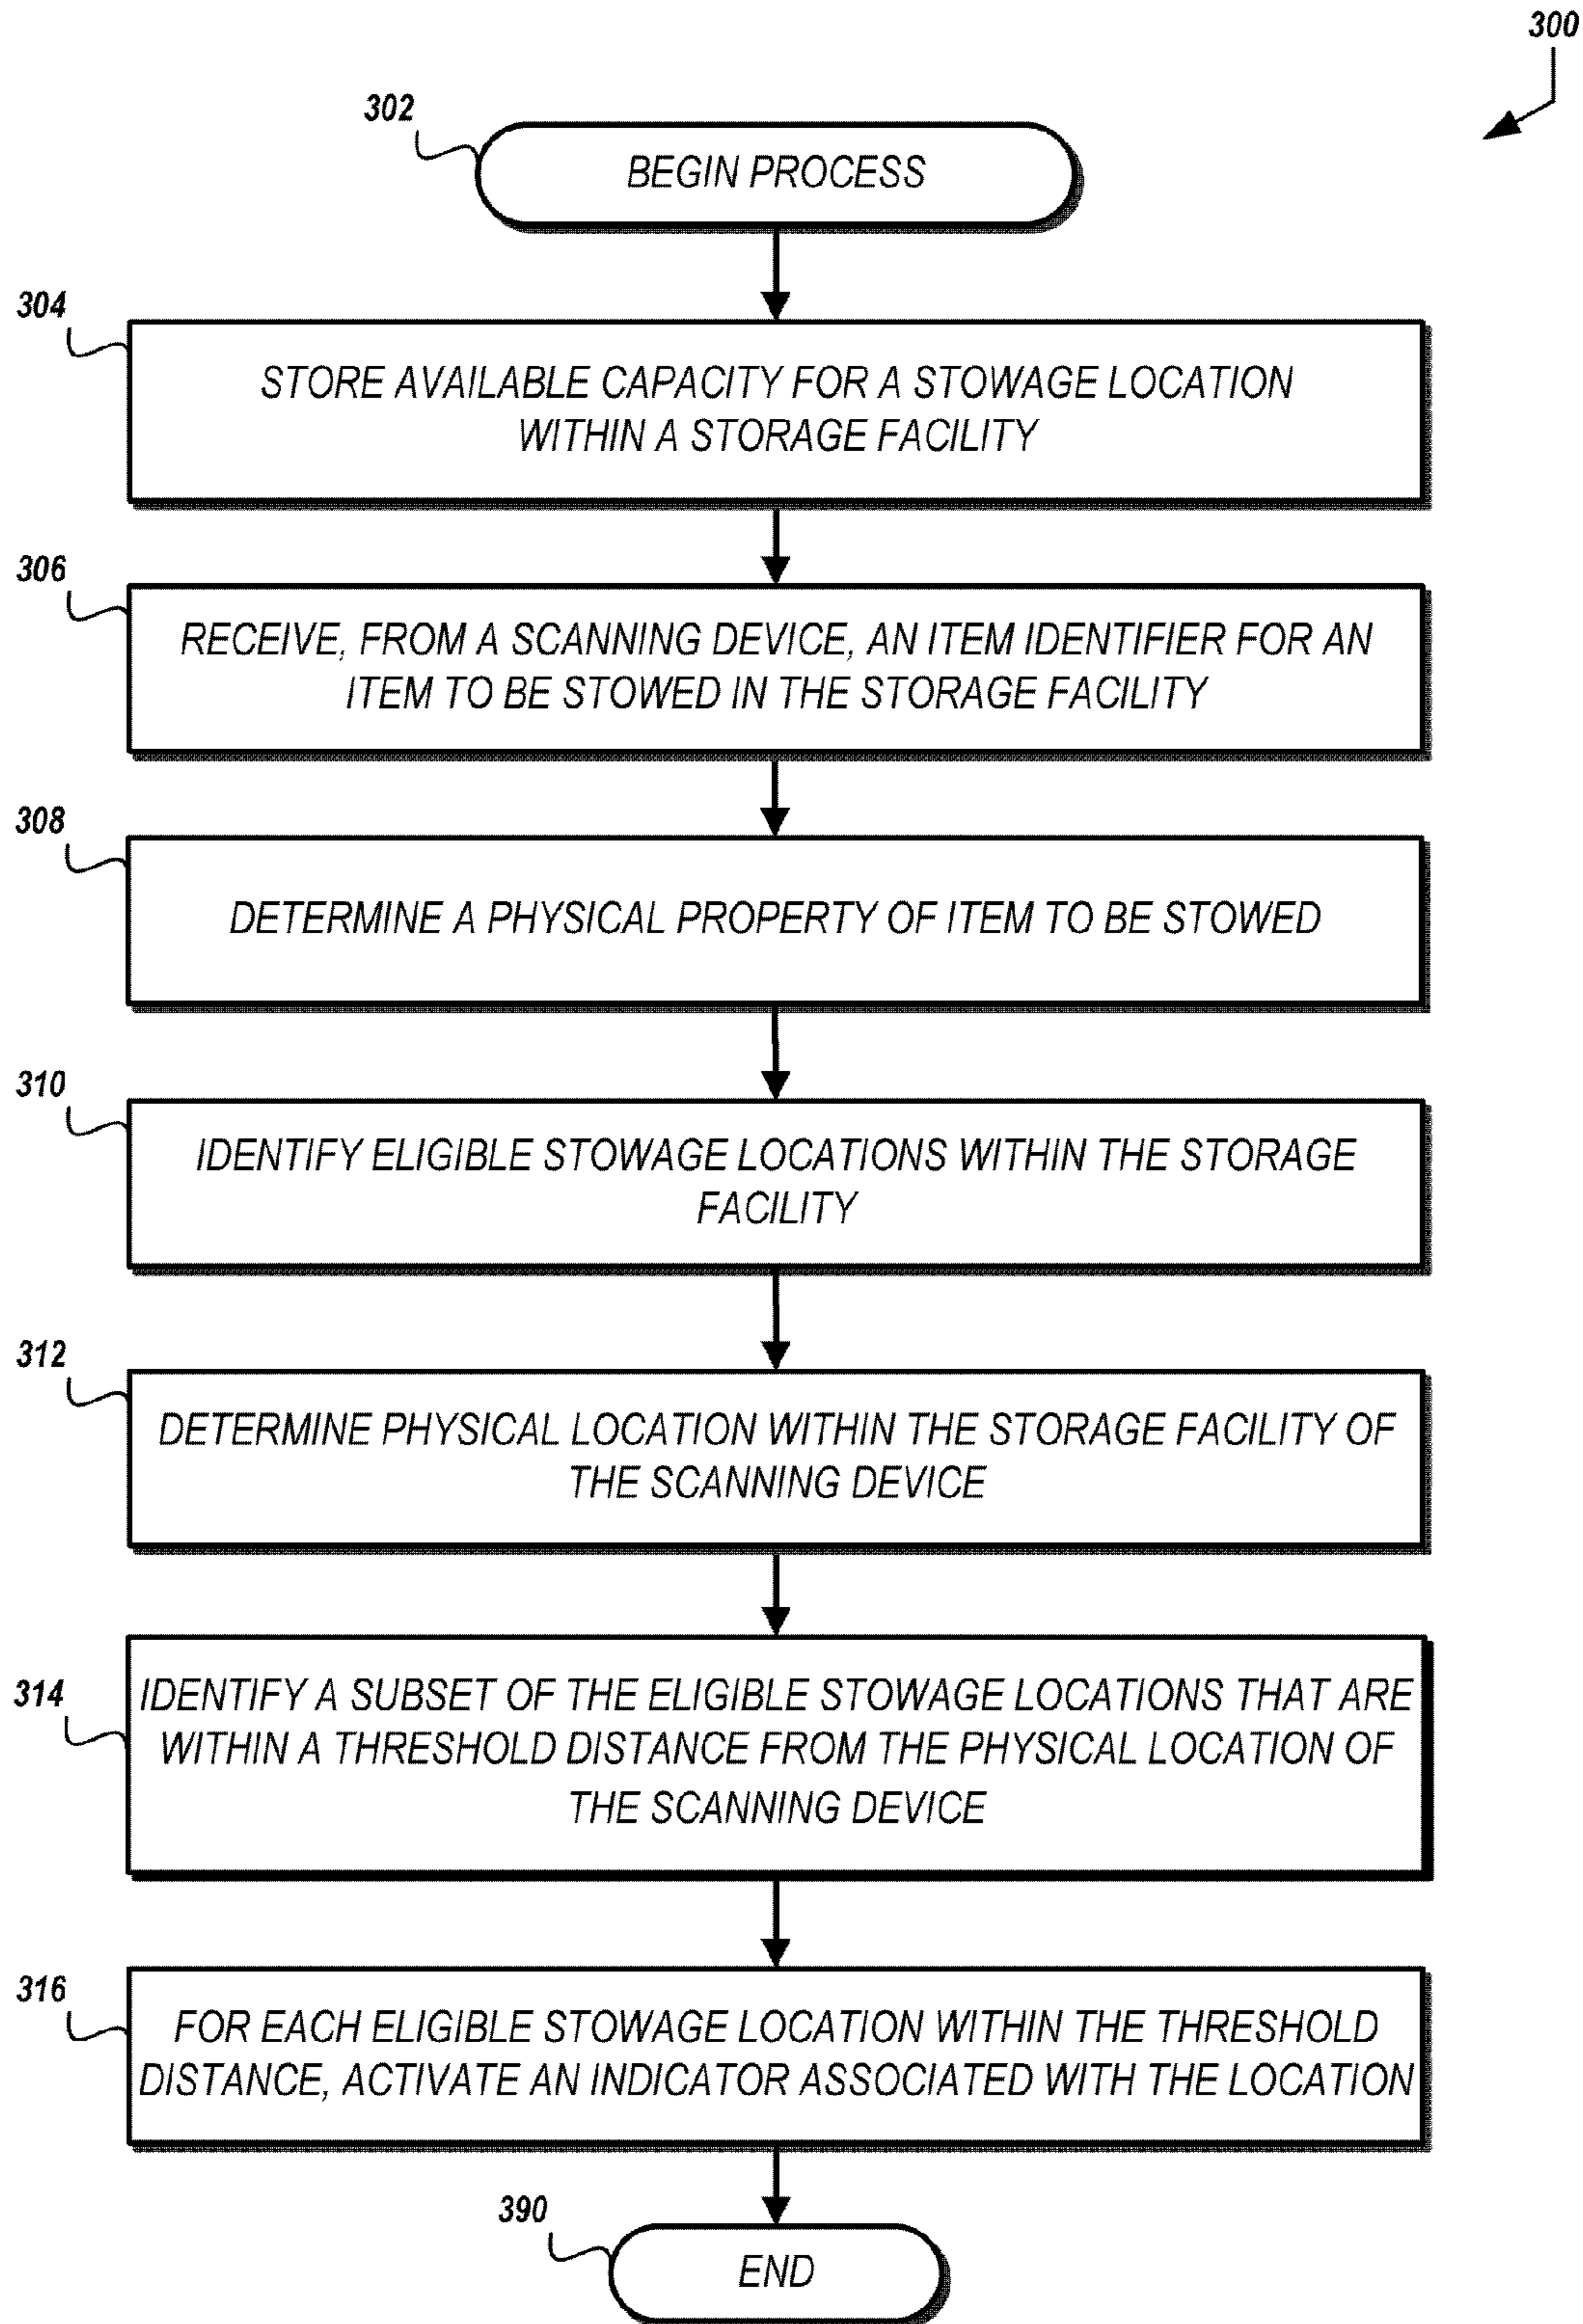 300
302
BEGIN PROCESS
304
STORE AVAILABLE CAPACITY FOR A STOWAGE LOCATION
WITHIN A STORAGE FACILITY
306
RECEIVE, FROM A SCANNING DEVICE, AN ITEM IDENTIFIER FOR AN
ITEM TO BE STOWED IN THE STORAGE FACILITY
308
DETERMINE A PHYSICAL PROPERTY OF ITEM TO BE STOWED
310
IDENTIFY ELIGIBLE STOWAGE LOCATIONS WITHIN THE STORAGE
FACILITY
312
DETERMINE PHYSICAL LOCATION WITHIN THE STORAGE FACILITY OF
THE SCANNING DEVICE
314
IDENTIFY A SUBSET OF THE ELIGIBLE STOWAGE LOCATIONS THAT ARE
WITHIN A THRESHOLD DISTANCE FROM THE PHYSICAL LOCATION OF
THE SCANNING DEVICE
316
FOR EACH ELIGIBLE STOWAGE LOCATION WITHIN THE THRESHOLD
DISTANCE, ACTIVATE AN INDICATOR ASSOCIATED WITH THE LOCATION
390
END